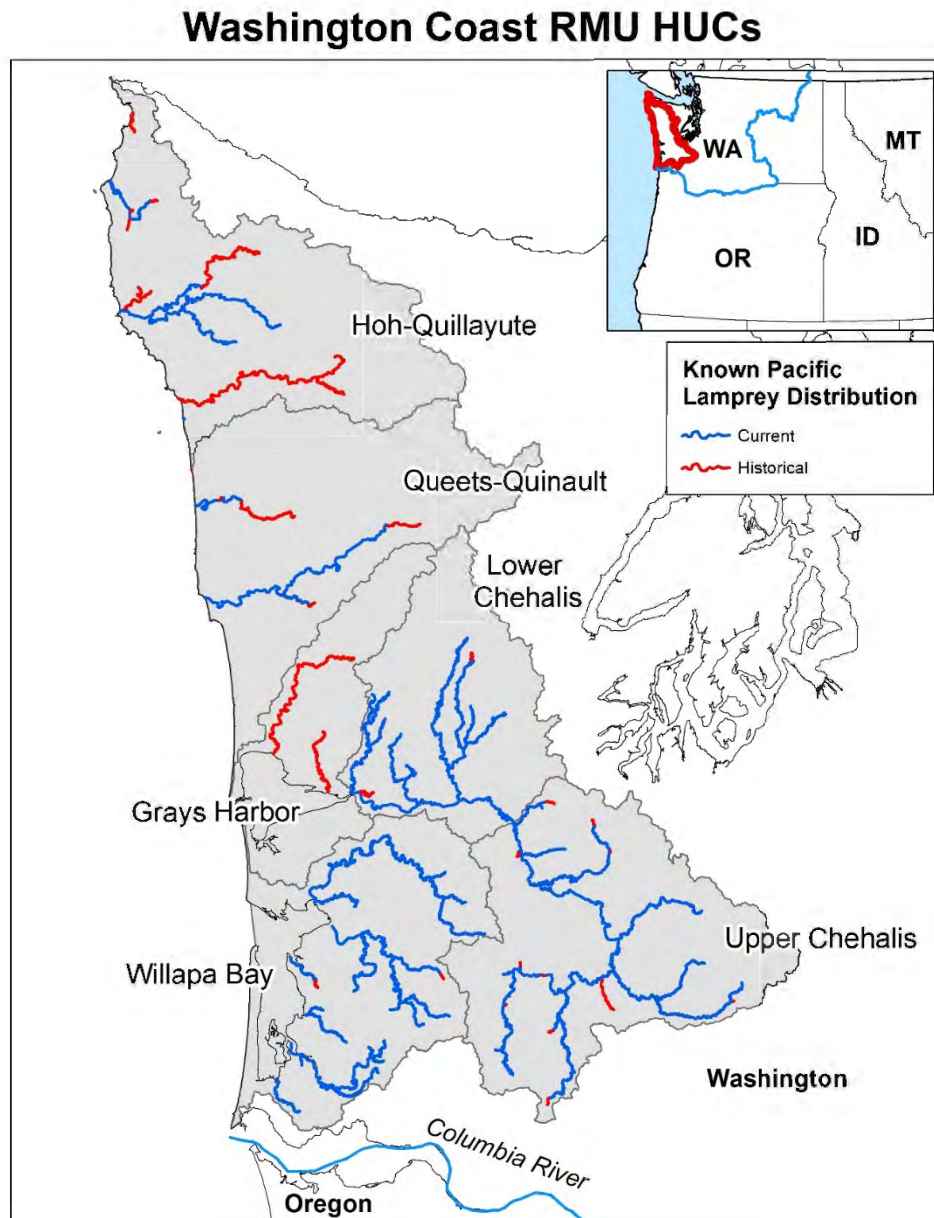 Washington Coast RMU HUCs
WA
MT
OR
ID
Hoh-Quillayute
Known Pacific
Lamprey Distribution
Current
Historical
Queets-Quinault
Lower
Chehalis
Grays Harbor
Upper Chehalis
Willapa Bay
Washington
Columbia River
Oregon